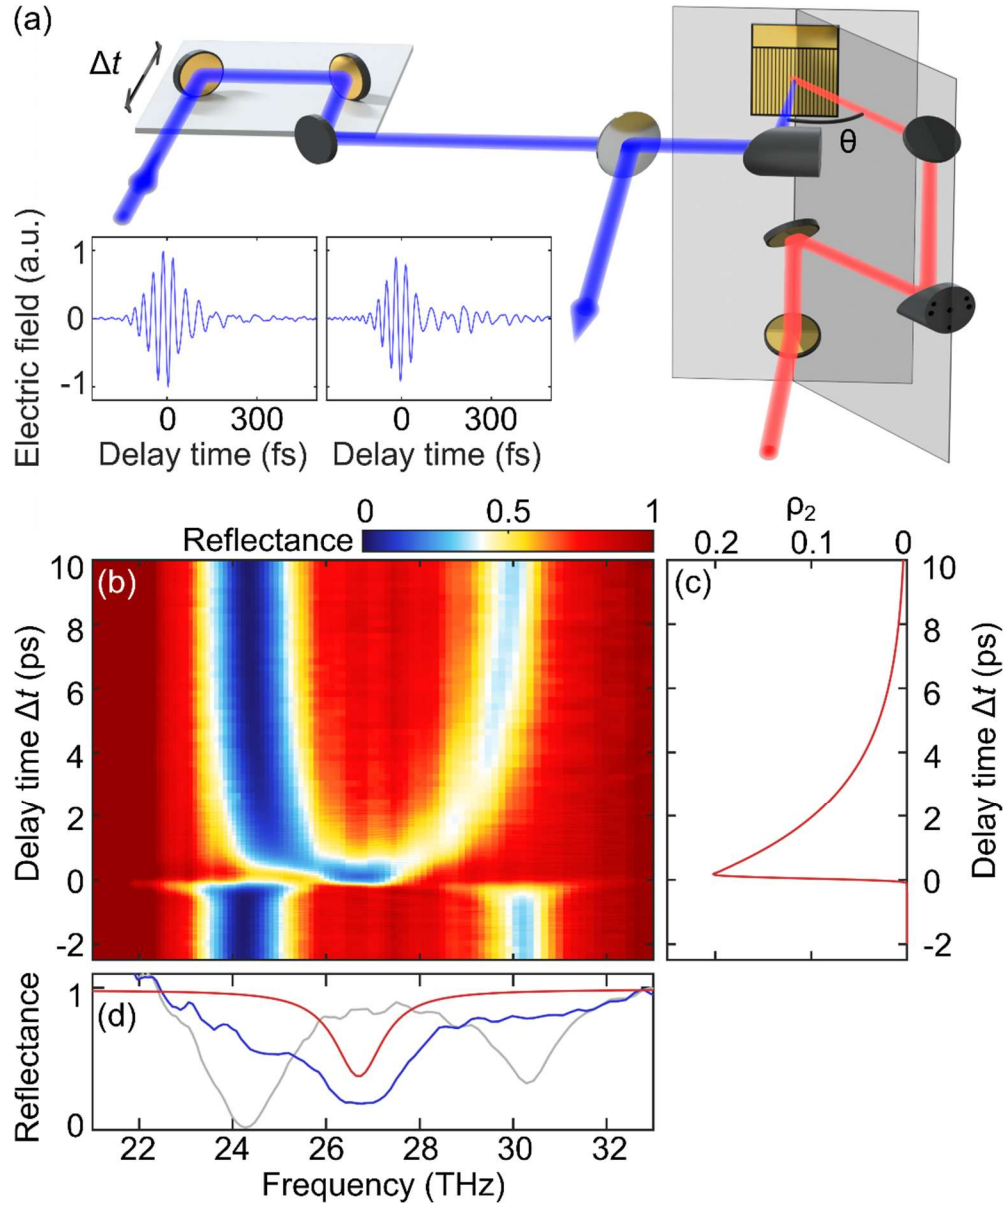 (a)
Δt
θ
Electric field (a.u.)
1
0
-1
0 300 0 300
Delay time (fs) Delay time (fs)
Reflectance 0 0.5 1
ρ2
0.2 0.1 0
(b)
(c)
Delay time Δt (ps)
10
8
6
4
2
0
-2
10
8
6
4
2
0
-2
Delay time Δt (ps)
(d)
Reflectance
1
0
22 24 26 28 30 32
Frequency (THz)